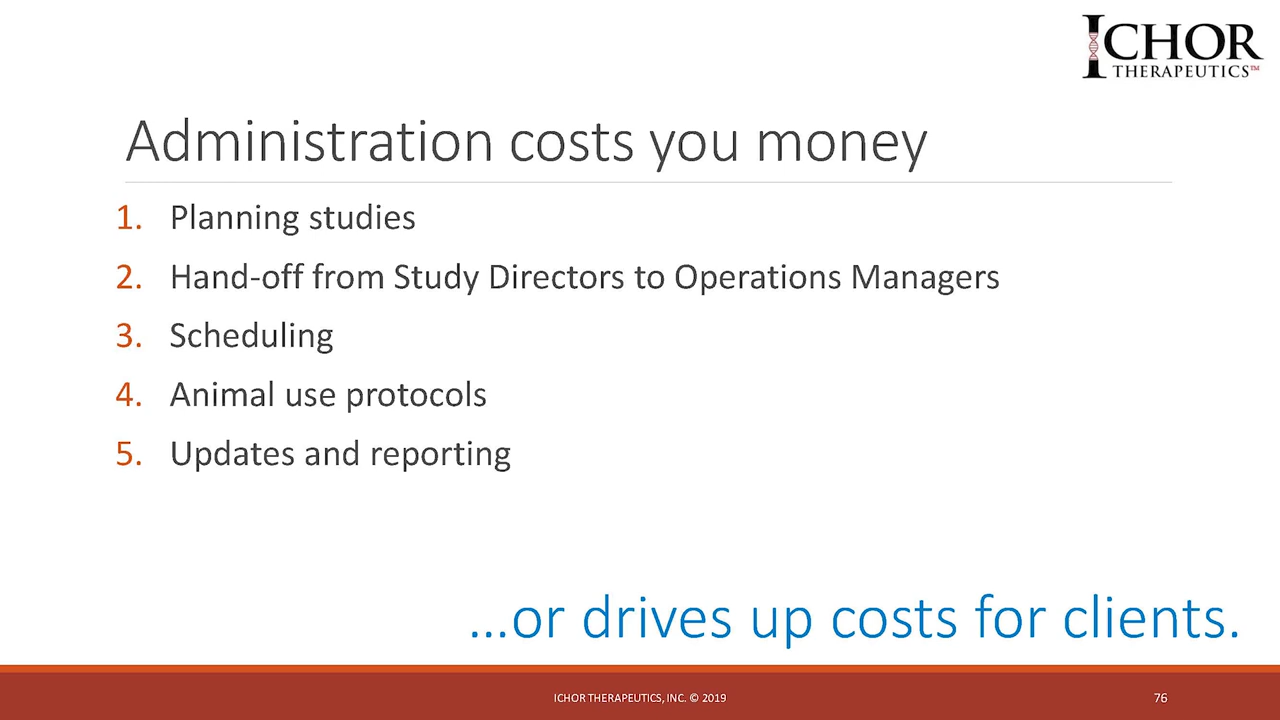 ICHOR
THERAPEUTICS™
Administration costs you money
1. Planning studies
2. Hand-off from Study Directors to Operations Managers
3. Scheduling
4. Animal use protocols
5. Updates and reporting
...or drives up costs for clients.
ICHOR THERAPEUTICS, INC. © 2019
76